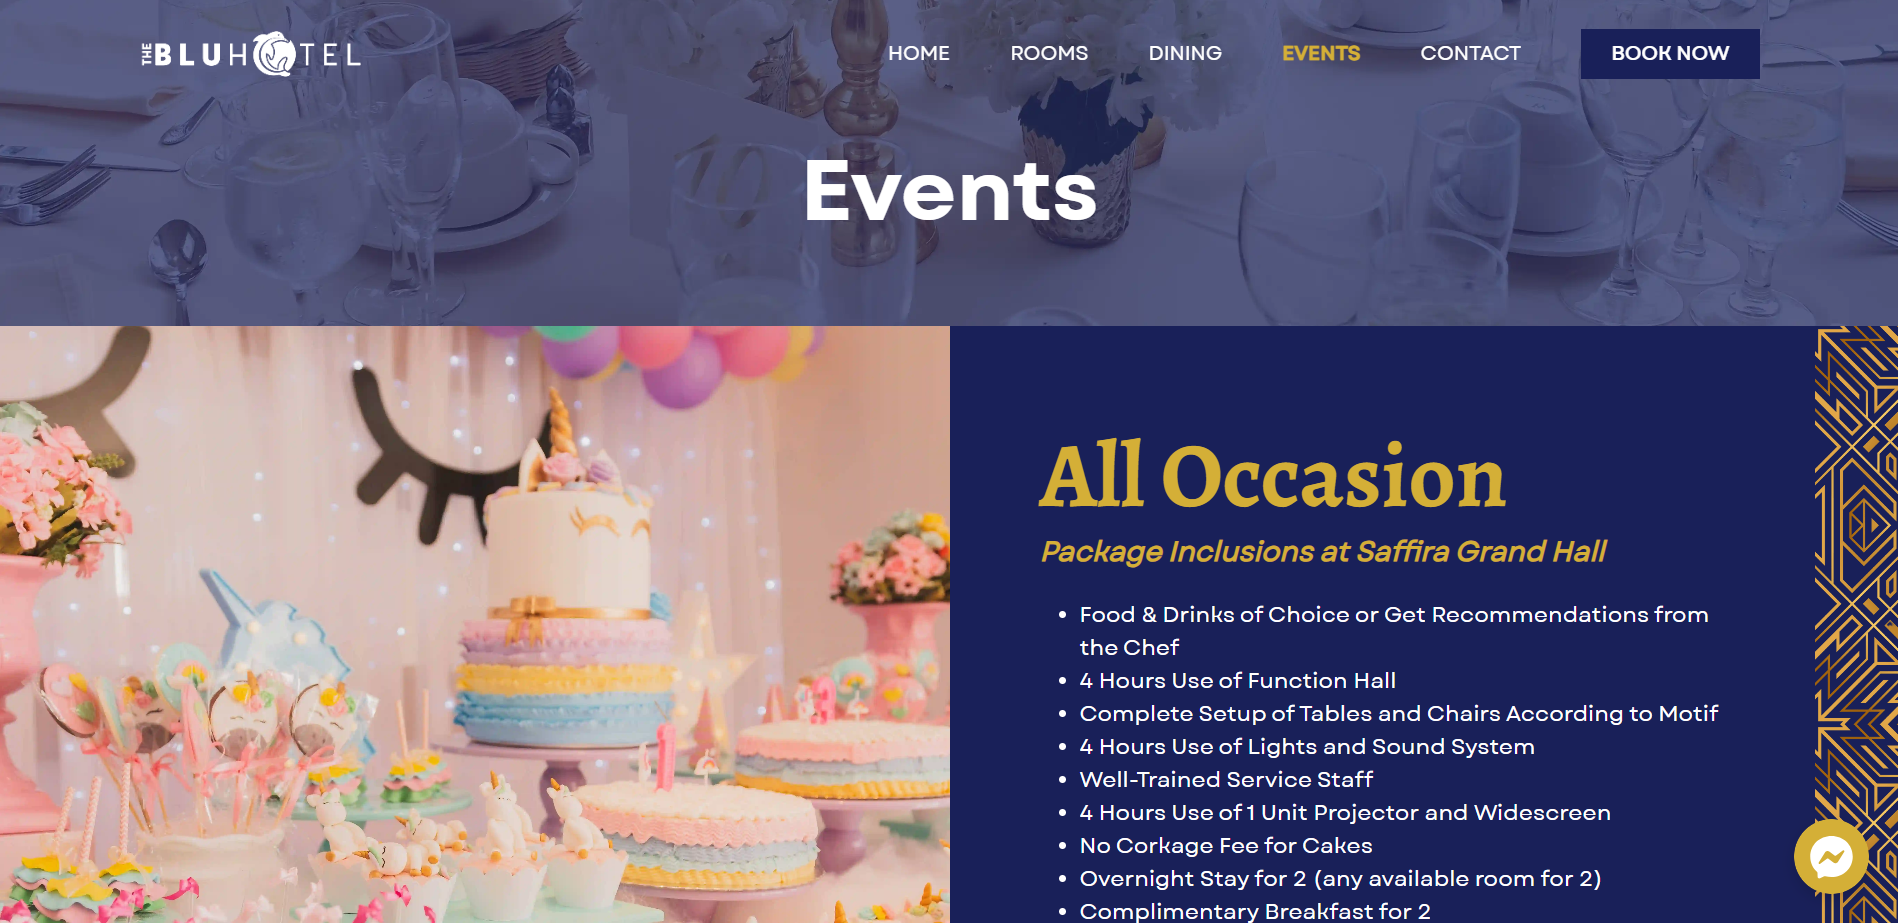 THE BLU HOTEL
HOME
ROOMS
DINING
EVENTS
CONTACT
BOOK NOW
Events
All Occasion
Package Inclusions at Saffira Grand Hall
• Food & Drinks of Choice or Get Recommendations from
the Chef
• 4 Hours Use of Function Hall
• Complete Setup of Tables and Chairs According to Motif
• 4 Hours Use of Lights and Sound System
• Well-Trained Service Staff
• 4 Hours Use of 1 Unit Projector and Widescreen
• No Corkage Fee for Cakes
• Overnight Stay for 2 (any available room for 2)
• Complimentary Breakfast for 2